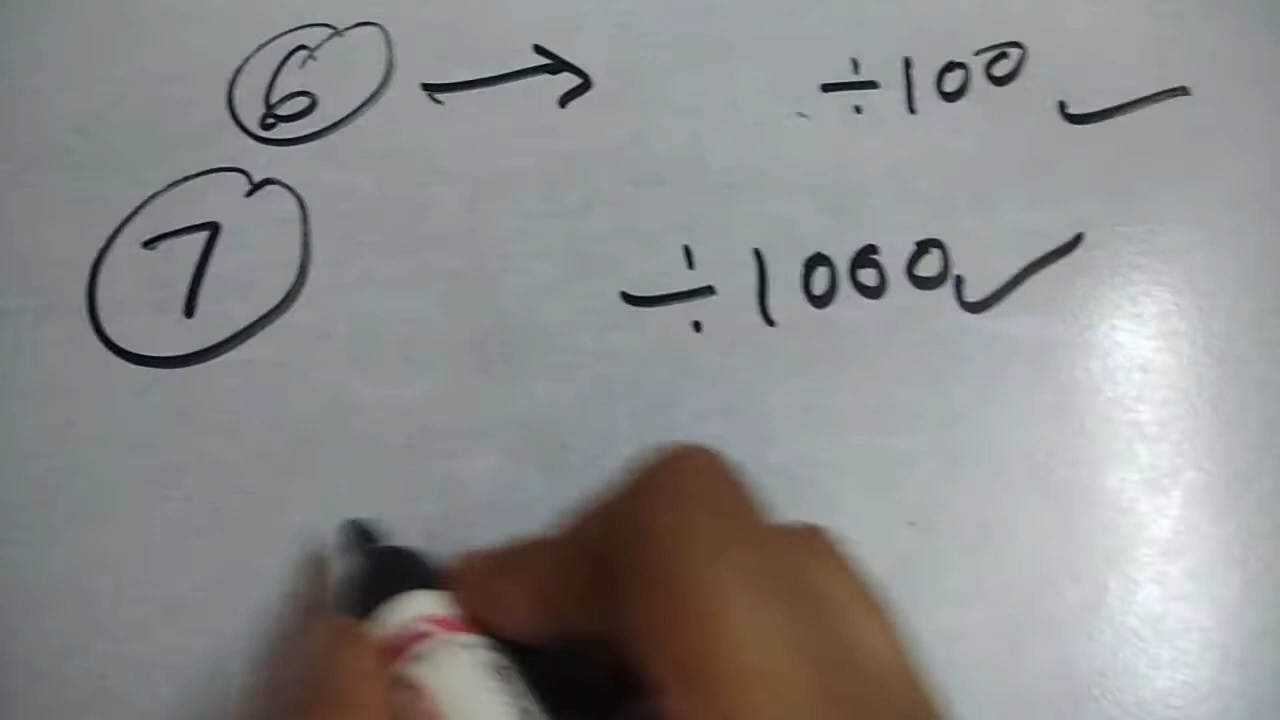 6 → ÷100 ✓
7 ÷1000 ✓